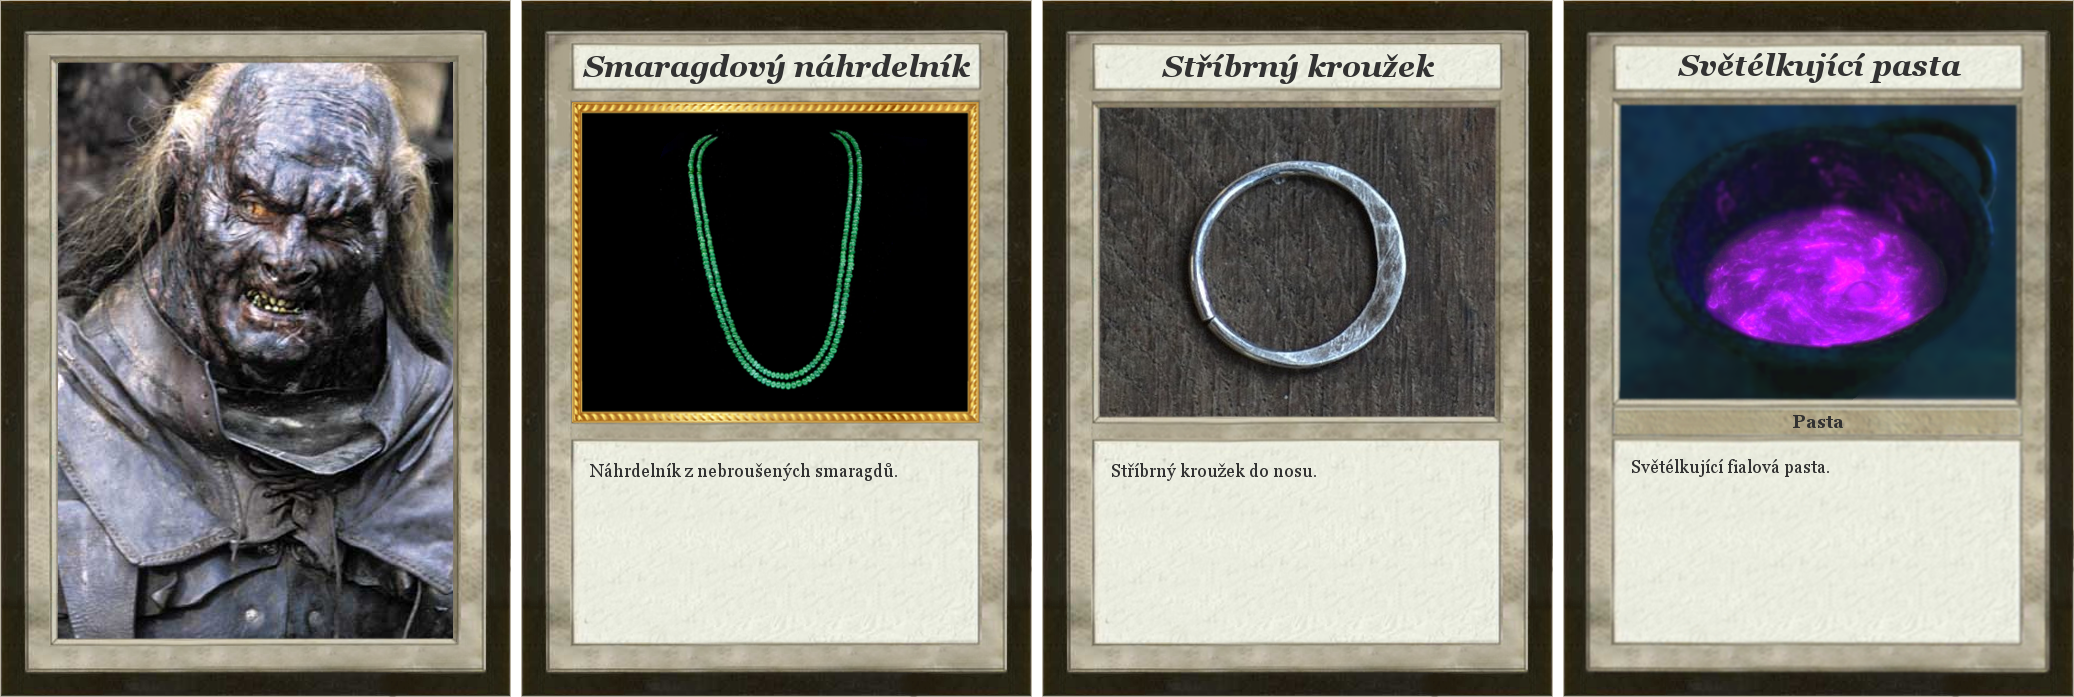 Smaragdový náhrdelník
Náhrdelník z nebroušených smaragdů.
Stříbrný kroužek
Stříbrný kroužek do nosu.
Světélkující pasta
Pasta
Světélkující fialová pasta.